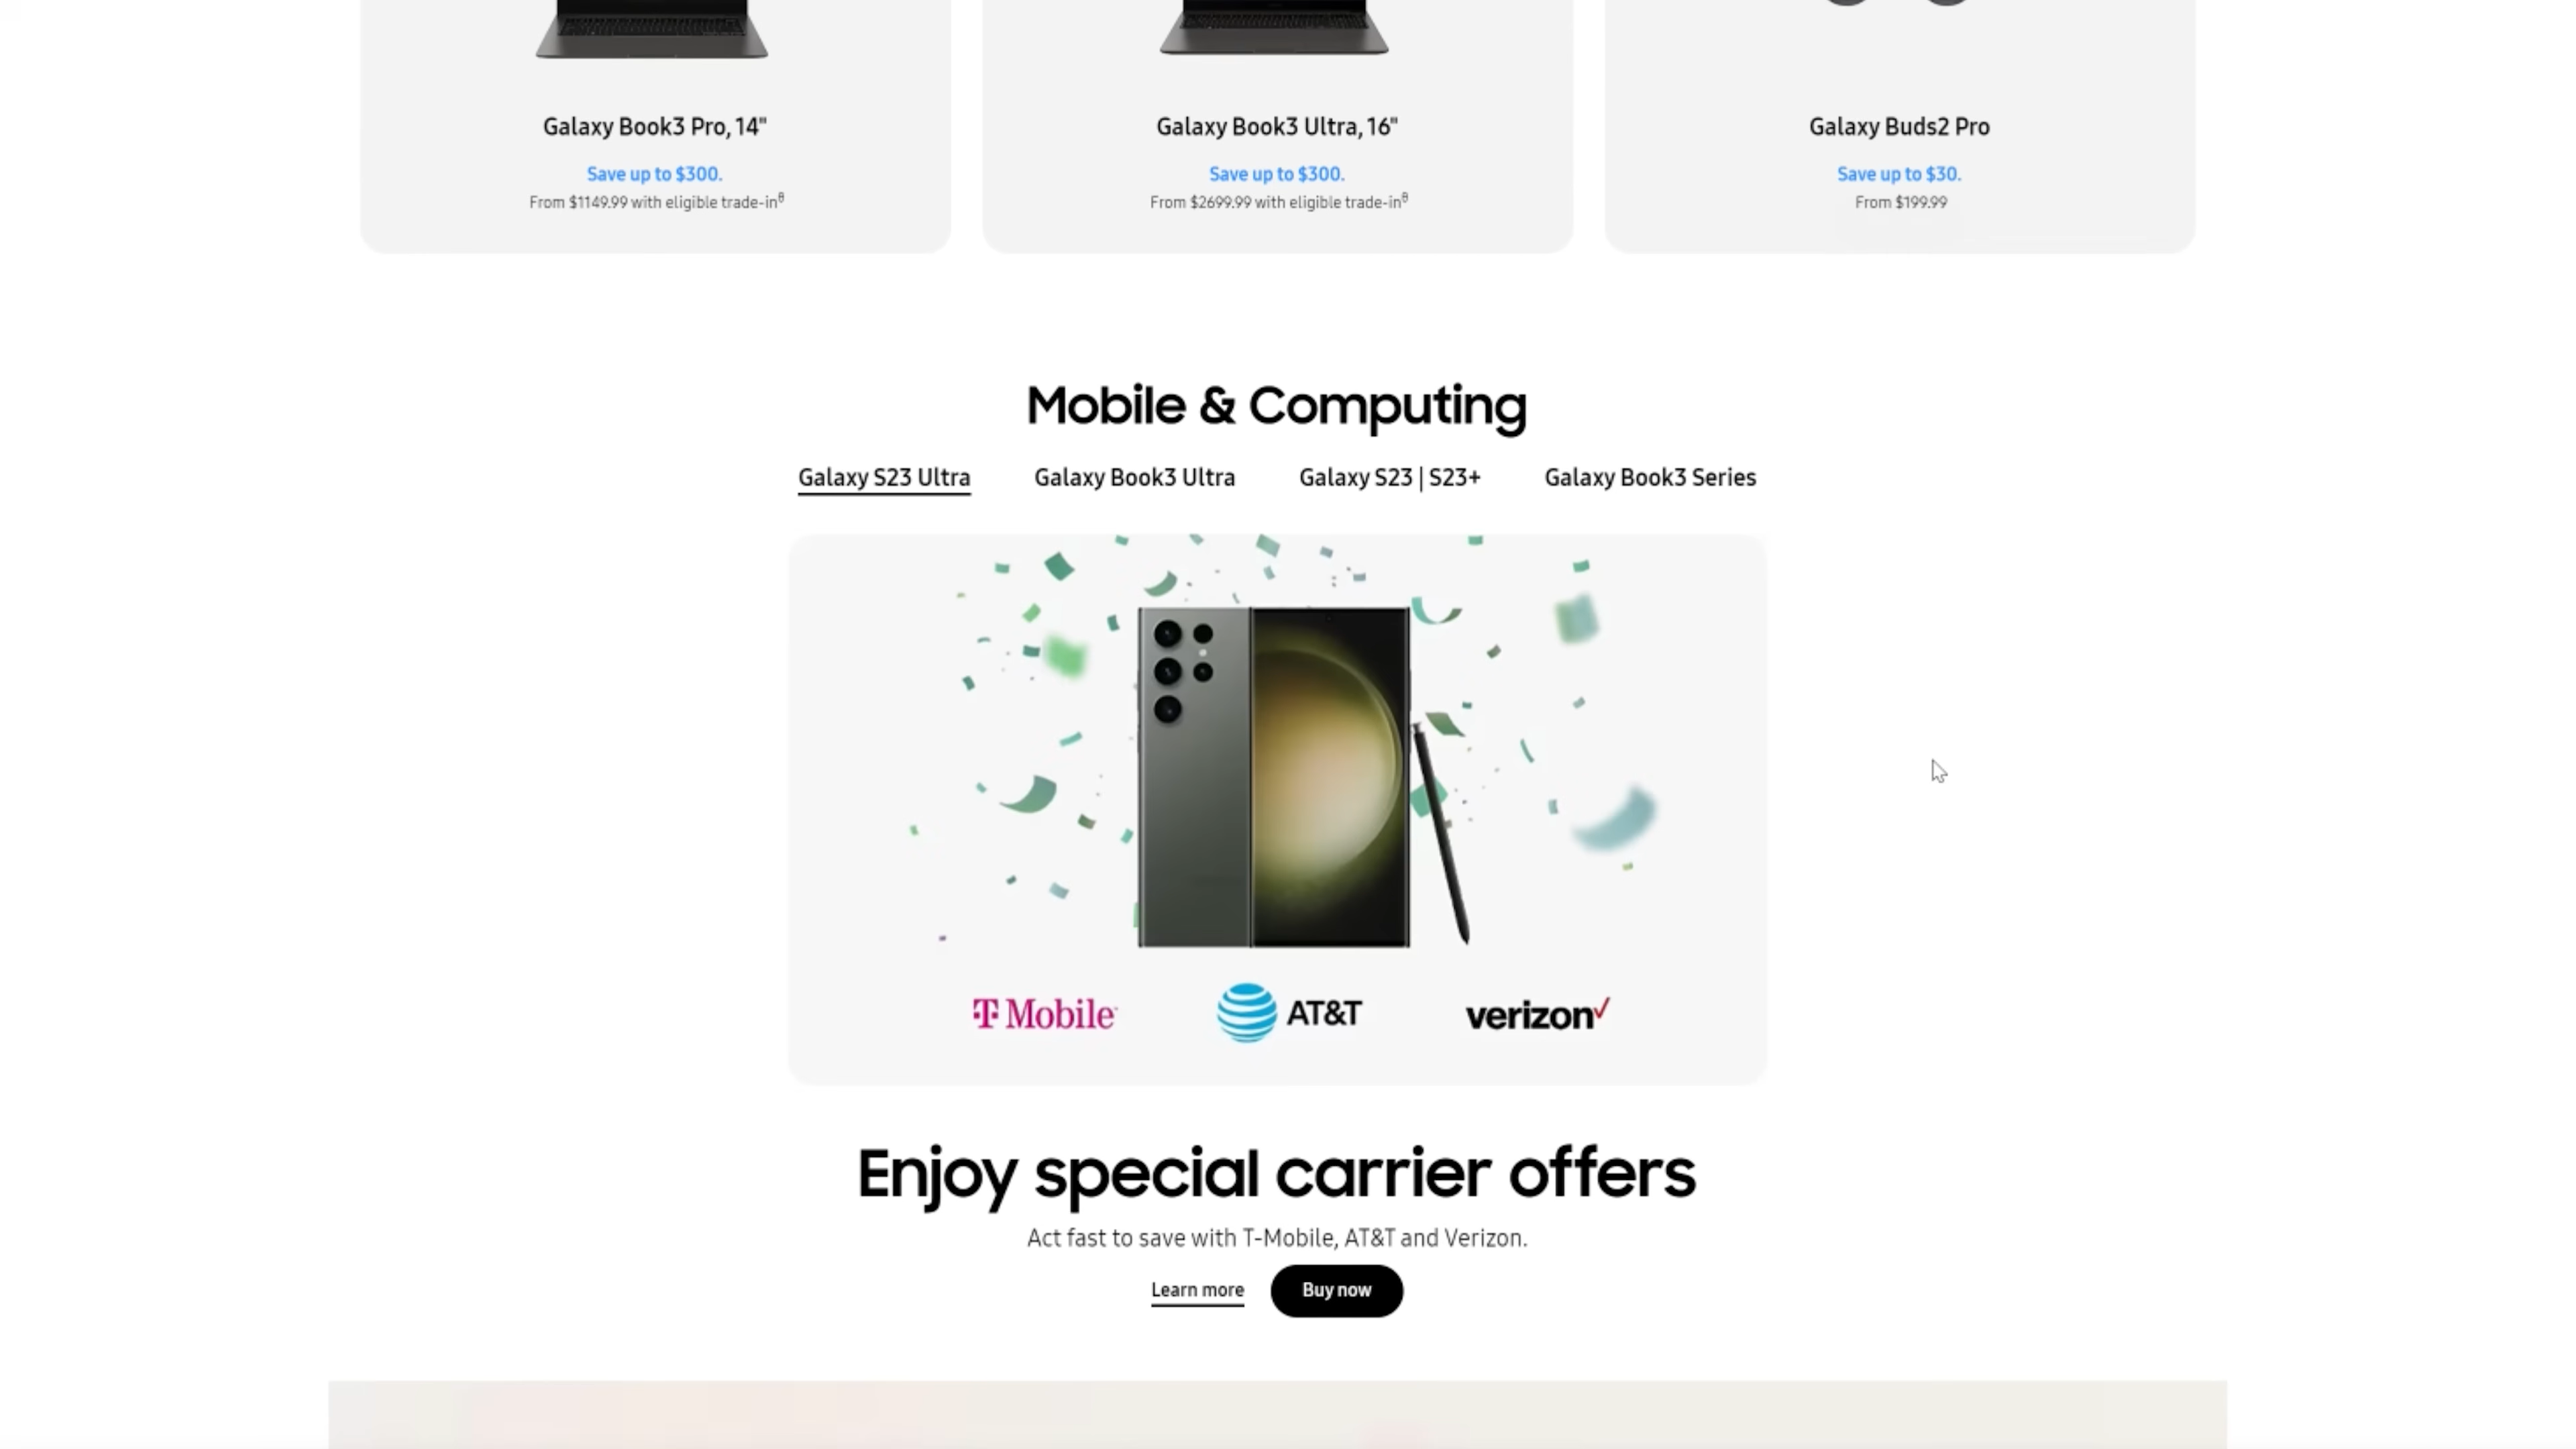 Galaxy Book3 Pro, 14"
Save up to $300.
From $1149.99 with eligible trade-in θ
Galaxy Book3 Ultra, 16"
Save up to $300.
From $2699.99 with eligible trade-in θ
Galaxy Buds2 Pro
Save up to $30.
From $199.99
Mobile & Computing
Galaxy S23 Ultra
Galaxy Book3 Ultra
Galaxy S23 | S23+
Galaxy Book3 Series
T Mobile
AT&T
verizon
Enjoy special carrier offers
Act fast to save with T-Mobile, AT&T and Verizon.
Learn more
Buy now